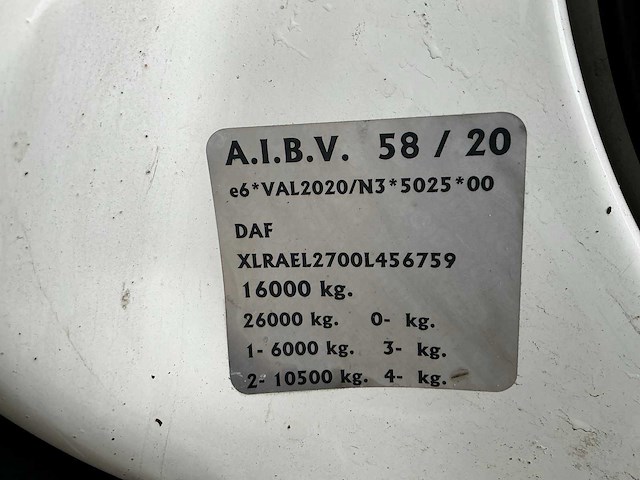 A.I.B.V. 58 / 20
e6*VAL2020/N3*5025*00
DAF
XLRAEL2700L456759
16000 kg.
26000 kg. 0- kg.
1- 6000 kg. 3- kg.
2- 10500 kg. 4- kg.